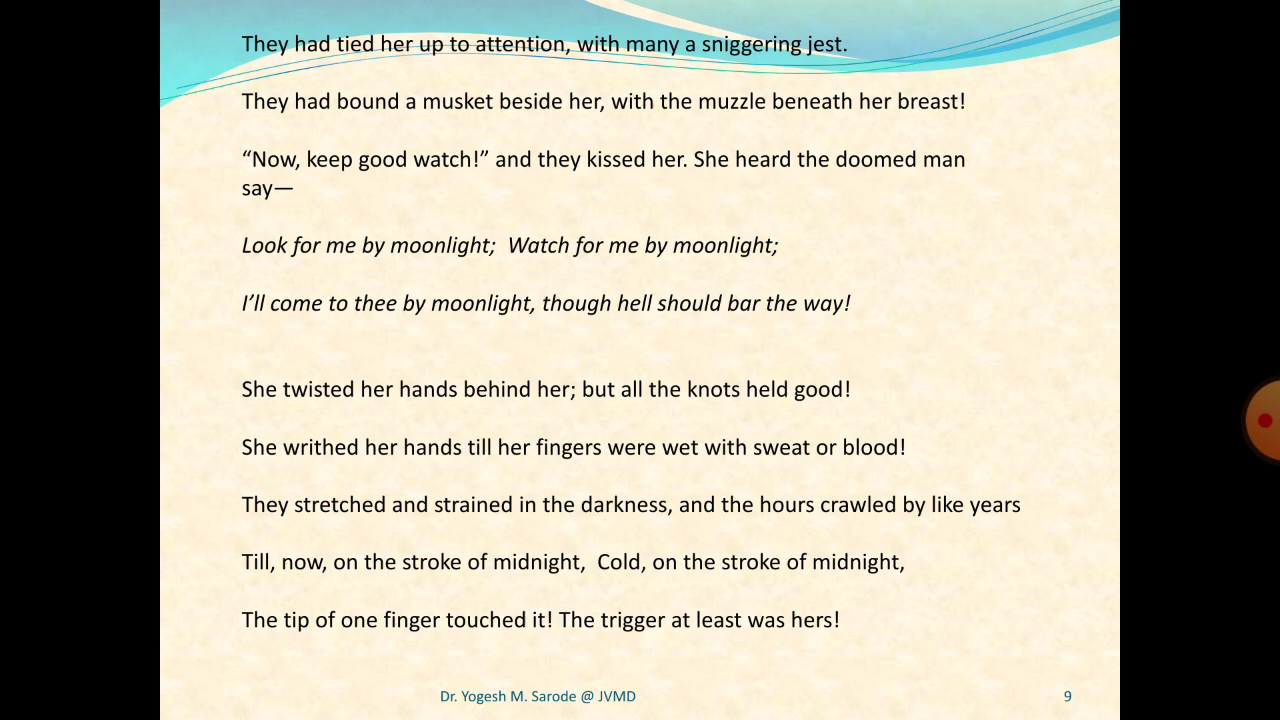 They had tied her up to attention, with many a sniggering jest.
They had bound a musket beside her, with the muzzle beneath her breast!
“Now, keep good watch!” and they kissed her. She heard the doomed man
say—
Look for me by moonlight;  Watch for me by moonlight;
I’ll come to thee by moonlight, though hell should bar the way!
She twisted her hands behind her; but all the knots held good!
She writhed her hands till her fingers were wet with sweat or blood!
They stretched and strained in the darkness, and the hours crawled by like years
Till, now, on the stroke of midnight,  Cold, on the stroke of midnight,
The tip of one finger touched it! The trigger at least was hers!
Dr. Yogesh M. Sarode @ JVMD
9